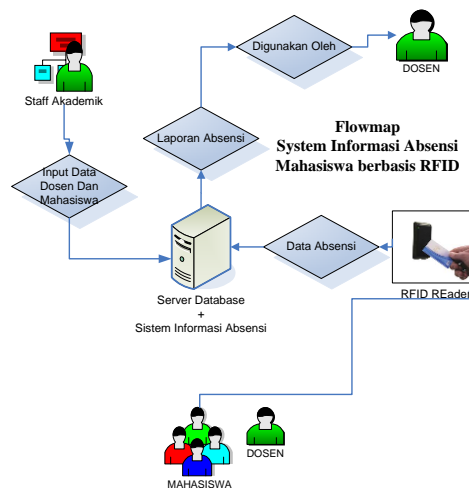 Digunakan Oleh
DOSEN
Staff Akademik
Laporan Absensi
Flowmap
System Informasi Absensi
Mahasiswa berbasis RFID
Input Data
Dosen Dan
Mahasiswa
Data Absensi
RFID REader
Server Database
+
Sistem Informasi Absensi
DOSEN
MAHASISWA